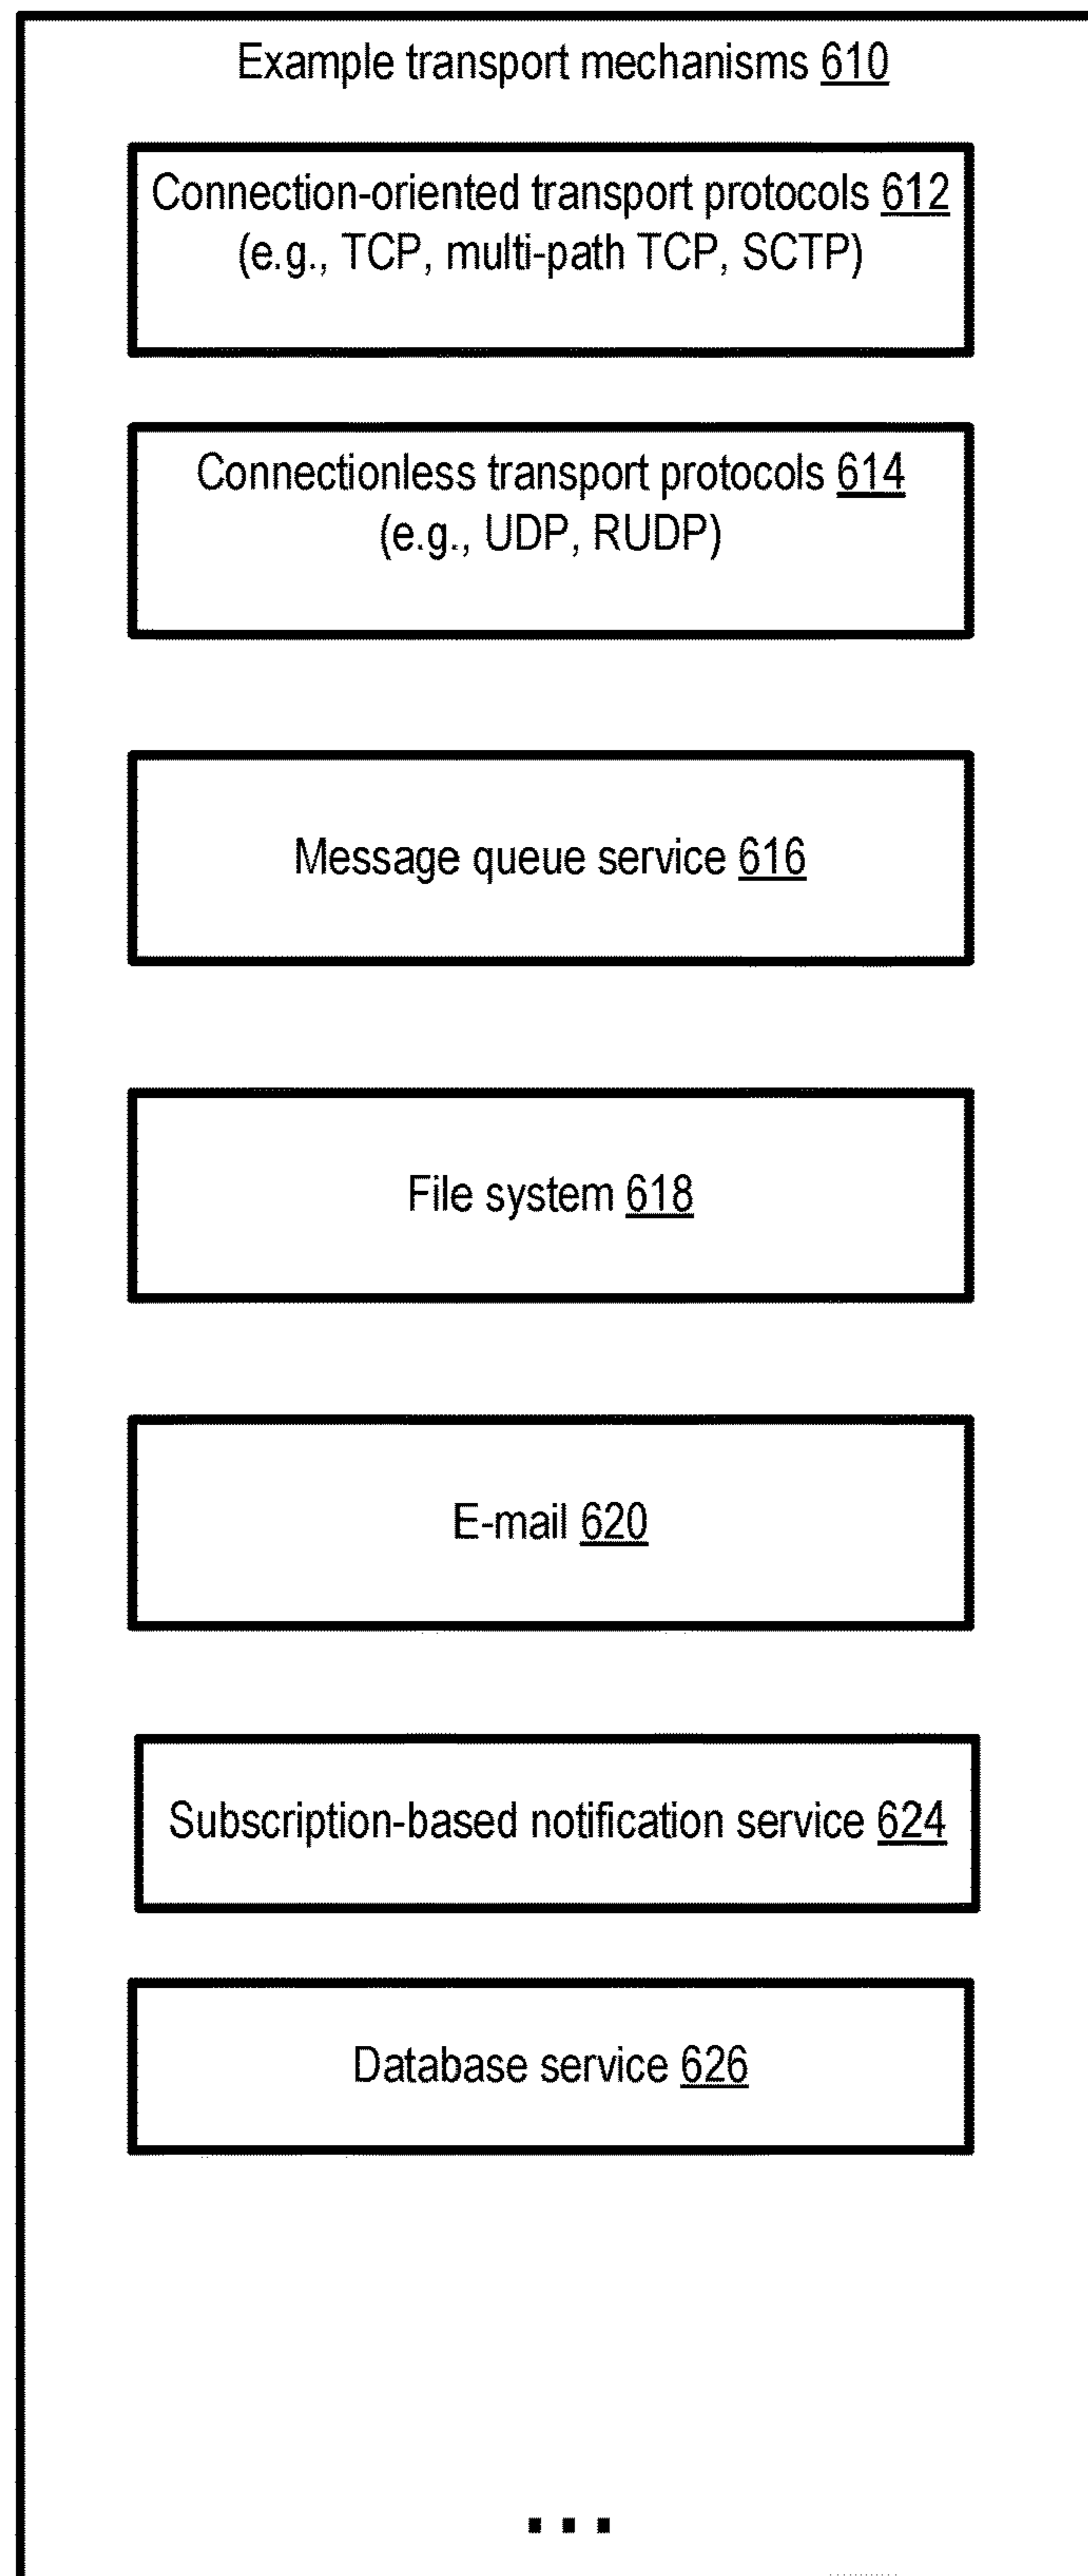 Example transport mechanisms 610
Connection-oriented transport protocols 612
(e.g., TCP, multi-path TCP, SCTP)
Connectionless transport protocols 614
(e.g., UDP, RUDP)
Message queue service 616
File system 618
E-mail 620
Subscription-based notification service 624
Database service 626
...